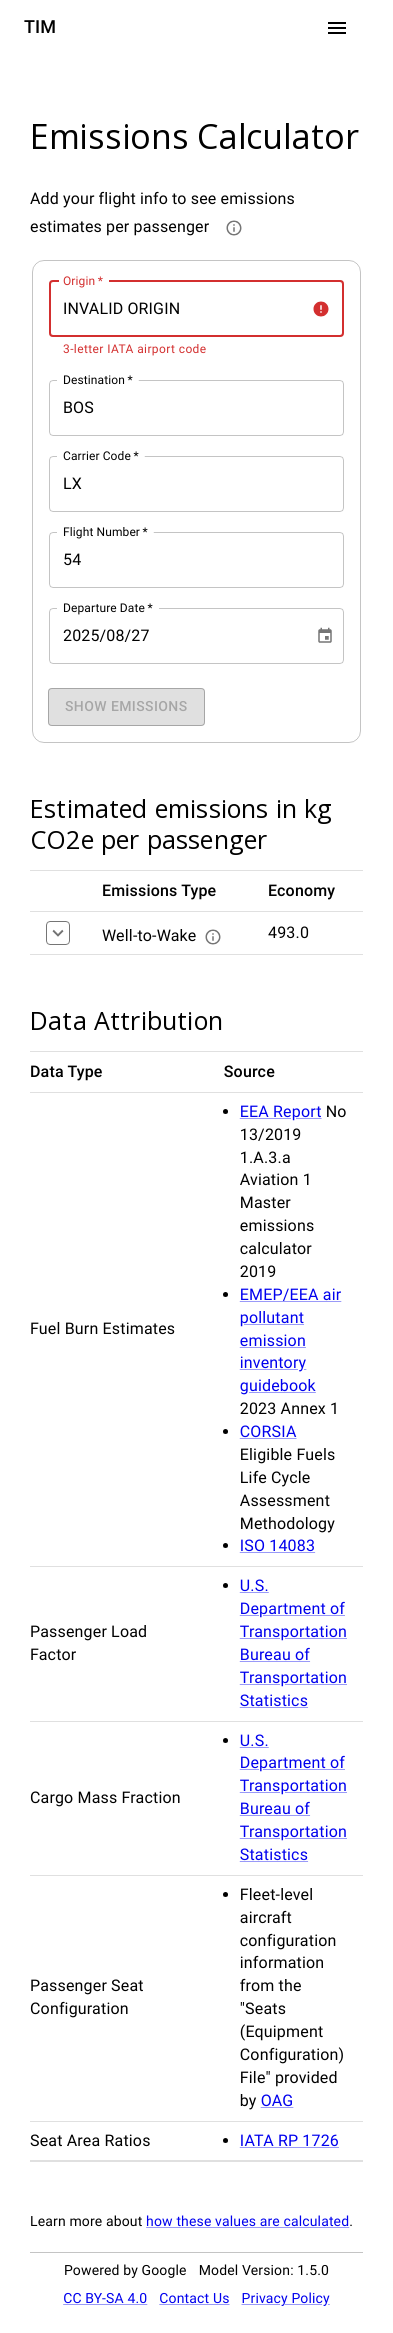 TIM
Emissions Calculator
Add your flight info to see emissions
estimates per passenger
Origin *
INVALID ORIGIN
3-letter IATA airport code
Destination *
BOS
Carrier Code *
LX
Flight Number *
54
Departure Date *
2025/08/27
SHOW EMISSIONS
Estimated emissions in kg
CO2e per passenger
Emissions Type Economy
Well-to-Wake 493.0
Data Attribution
Data Type Source
Fuel Burn Estimates
• EEA Report No
13/2019
1.A.3.a
Aviation 1
Master
emissions
calculator
2019
• EMEP/EEA air
pollutant
emission
inventory
guidebook
2023 Annex 1
• CORSIA
Eligible Fuels
Life Cycle
Assessment
Methodology
• ISO 14083
Passenger Load
Factor
• U.S.
Department of
Transportation
Bureau of
Transportation
Statistics
Cargo Mass Fraction
• U.S.
Department of
Transportation
Bureau of
Transportation
Statistics
Passenger Seat
Configuration
• Fleet-level
aircraft
configuration
information
from the
"Seats
(Equipment
Configuration)
File" provided
by OAG
Seat Area Ratios
• IATA RP 1726
Learn more about how these values are calculated.
Powered by Google Model Version: 1.5.0
CC BY-SA 4.0 Contact Us Privacy Policy